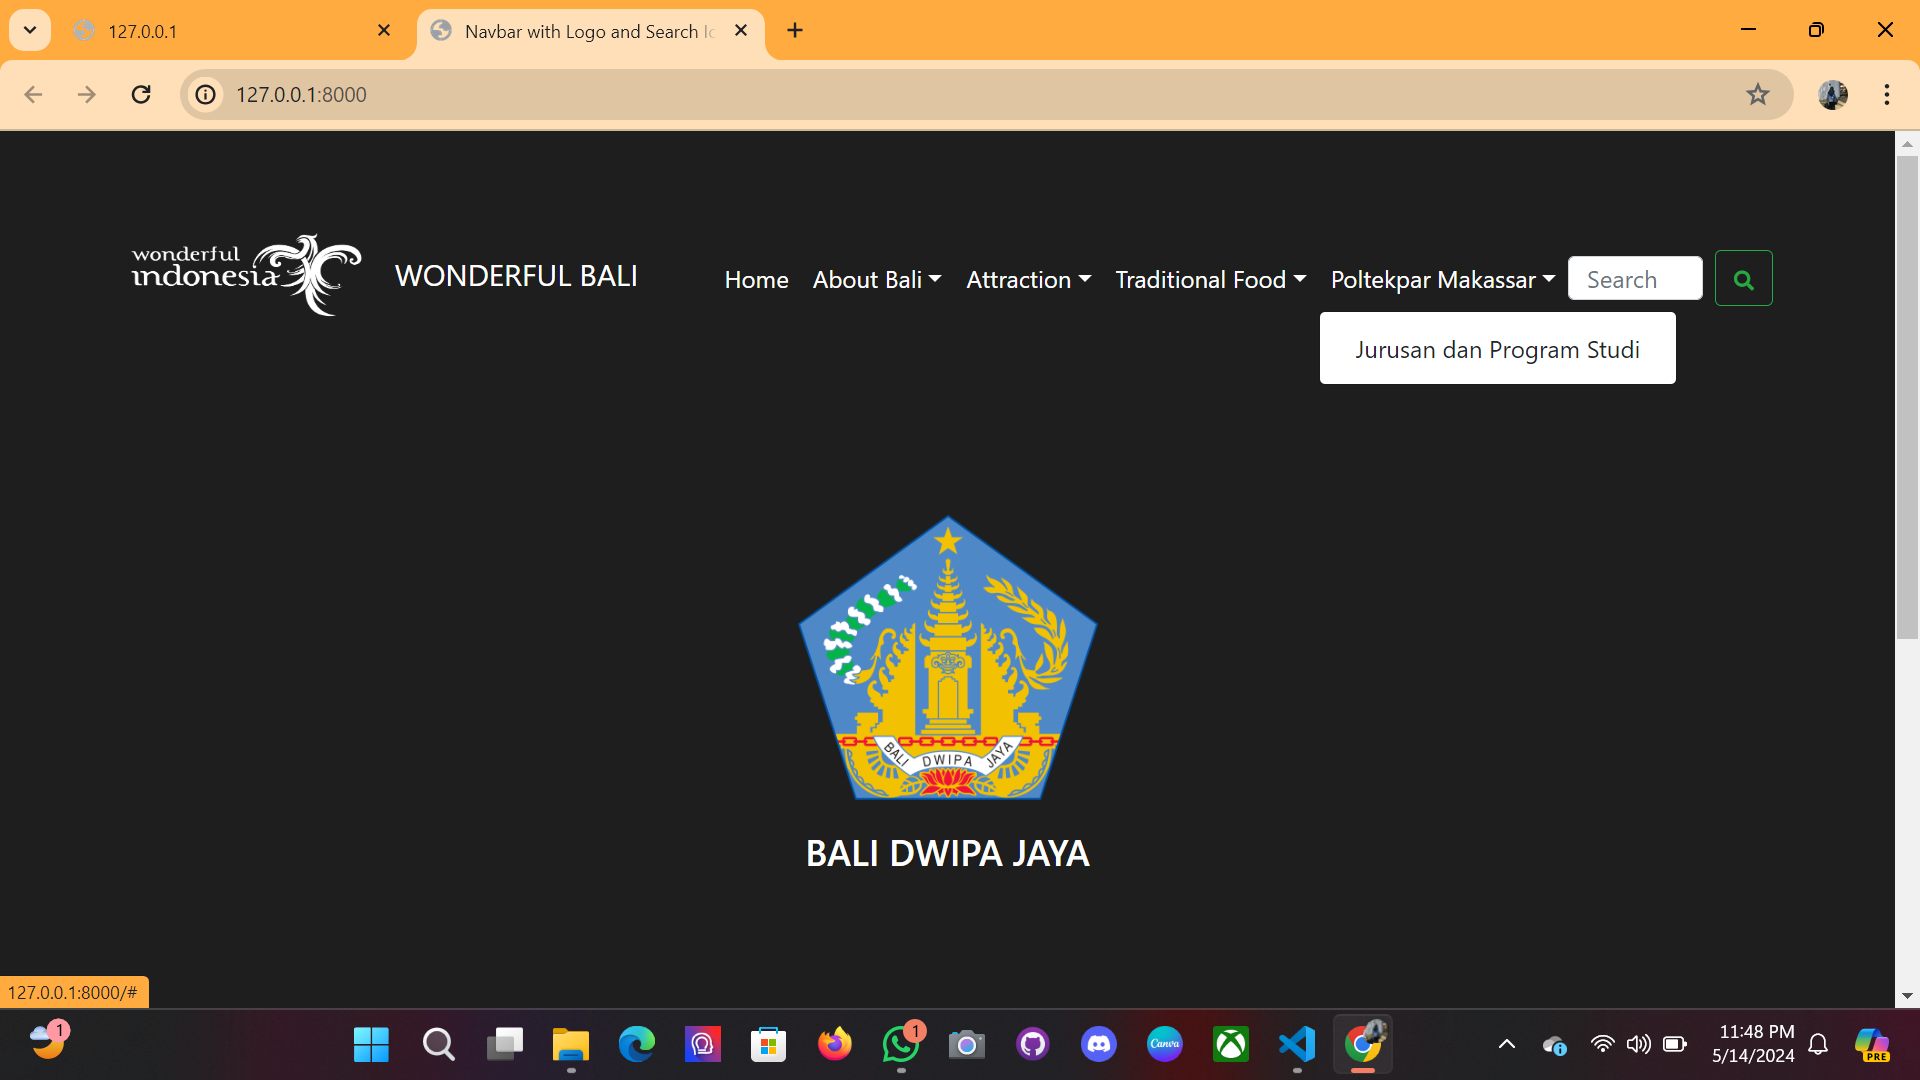 127.0.0.1
Navbar with Logo and Search Ic
127.0.0.1:8000
wonderful
indonesia
WONDERFUL BALI
Home
About Bali
Attraction
Traditional Food
Poltekpar Makassar
Search
Jurusan dan Program Studi
BALI DWIPA JAYA
BALI DWIPA JAYA
127.0.0.1:8000/#
1
1
Canva
11:48 PM
5/14/2024
PRE